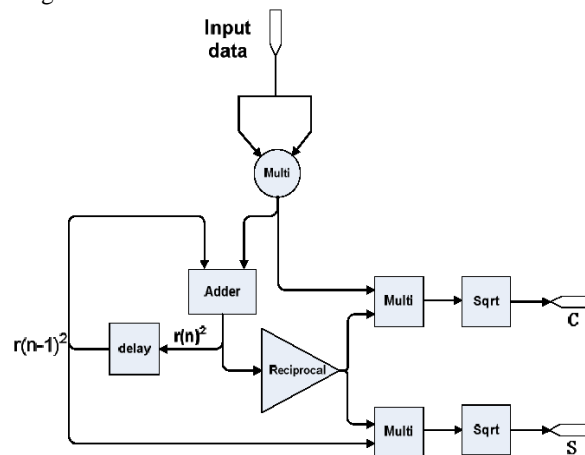 Input
data
Multi
Adder
r(n-1)^2
delay
r(n)^2
Reciprocal
Multi
Sqrt
C
Multi
Sqrt
S